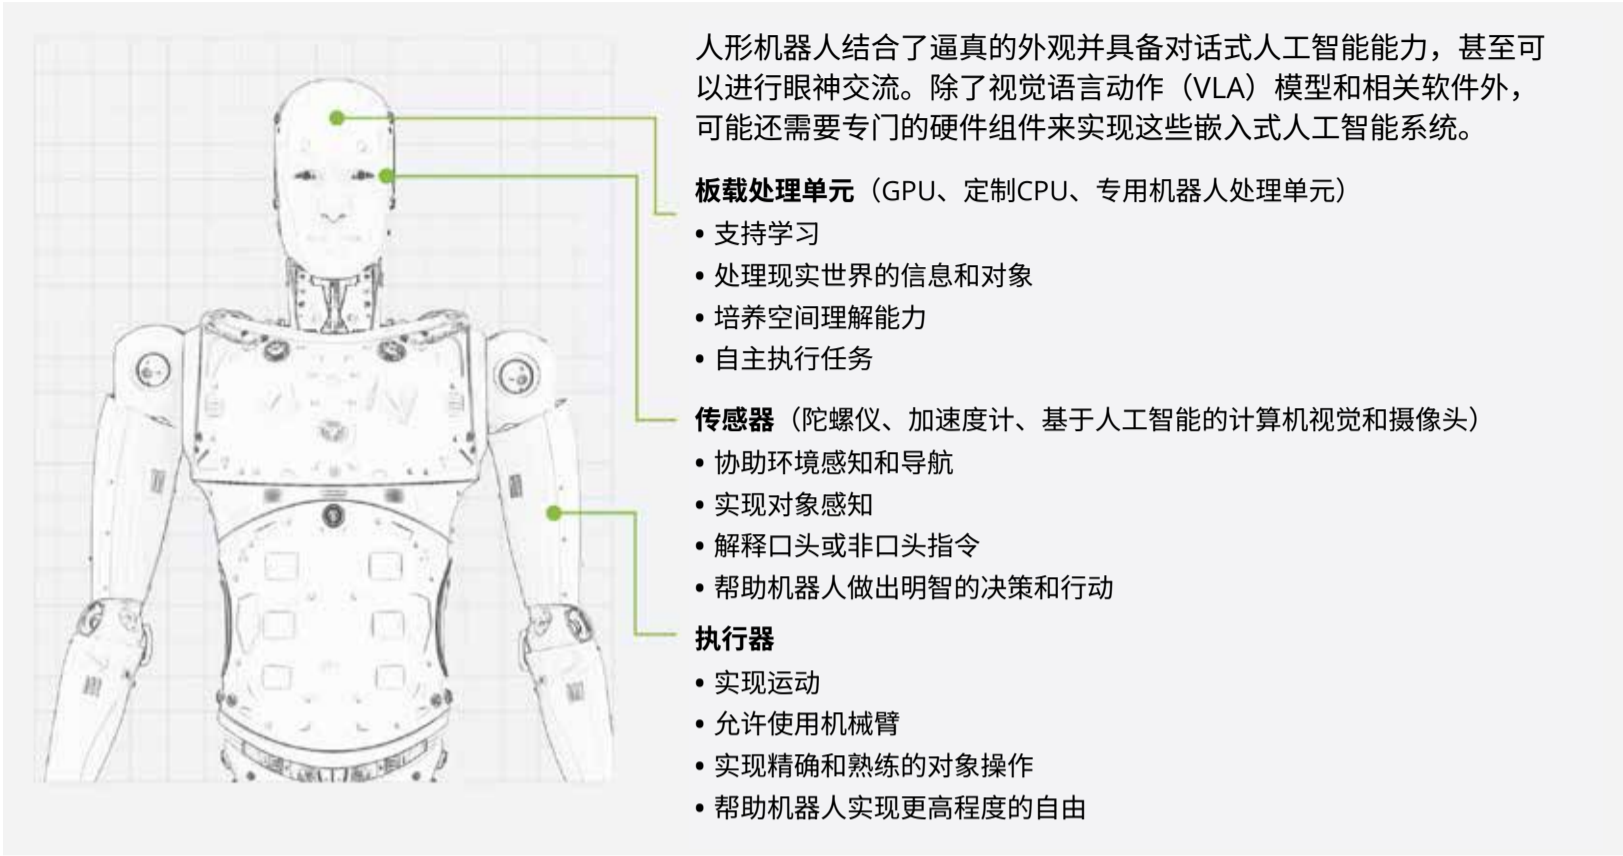 人形机器人结合了逼真的外观并具备对话式人工智能能力，甚至可
以进行眼神交流。除了视觉语言动作（VLA）模型和相关软件外，
可能还需要专门的硬件组件来实现这些嵌入式人工智能系统。
板载处理单元（GPU、定制CPU、专用机器人处理单元）
• 支持学习
• 处理现实世界的信息和对象
• 培养空间理解能力
• 自主执行任务
传感器（陀螺仪、加速度计、基于人工智能的计算机视觉和摄像头）
• 协助环境感知和导航
• 实现对象感知
• 解释口头或非口头指令
• 帮助机器人做出明智的决策和行动
执行器
• 实现运动
• 允许使用机械臂
• 实现精确和熟练的对象操作
• 帮助机器人实现更高程度的自由